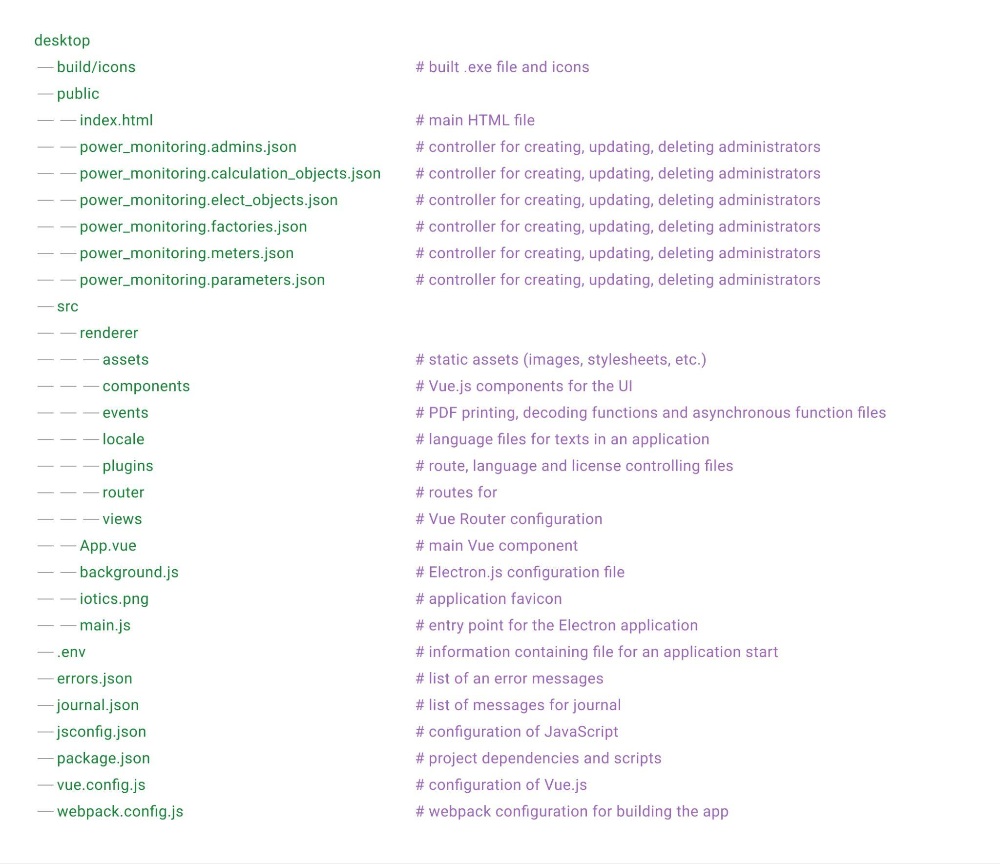 desktop
— build/icons # built .exe file and icons
— public
— — index.html # main HTML file
— — power_monitoring.admins.json # controller for creating, updating, deleting administrators
— — power_monitoring.calculation_objects.json # controller for creating, updating, deleting administrators
— — power_monitoring.elect_objects.json # controller for creating, updating, deleting administrators
— — power_monitoring.factories.json # controller for creating, updating, deleting administrators
— — power_monitoring.meters.json # controller for creating, updating, deleting administrators
— — power_monitoring.parameters.json # controller for creating, updating, deleting administrators
— src
— — renderer
— — — assets # static assets (images, stylesheets, etc.)
— — — components # Vue.js components for the UI
— — — events # PDF printing, decoding functions and asynchronous function files
— — — locale # language files for texts in an application
— — — plugins # route, language and license controlling files
— — — router # routes for
— — — views # Vue Router configuration
— — App.vue # main Vue component
— — background.js # Electron.js configuration file
— — iotics.png # application favicon
— — main.js # entry point for the Electron application
— .env # information containing file for an application start
— errors.json # list of an error messages
— journal.json # list of messages for journal
— jsconfig.json # configuration of JavaScript
— package.json # project dependencies and scripts
— vue.config.js # configuration of Vue.js
— webpack.config.js # webpack configuration for building the app